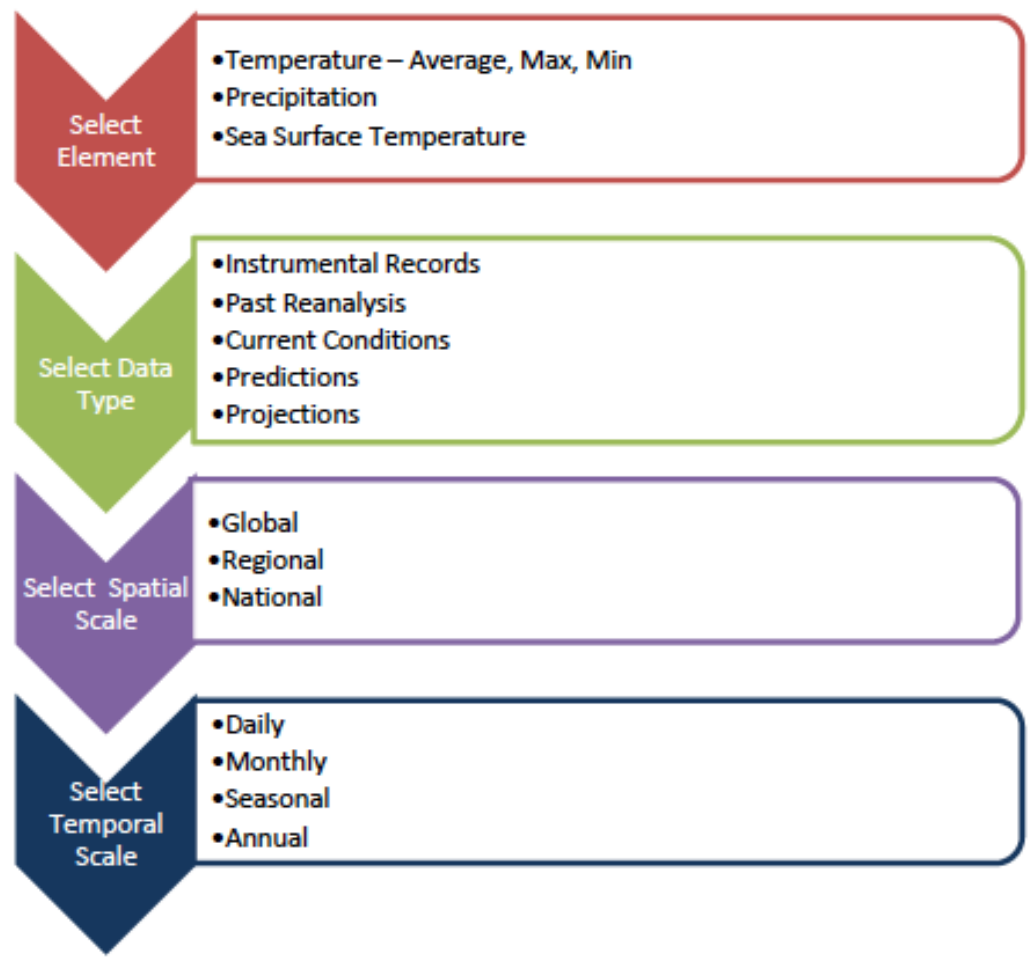 Select
Element
•Temperature – Average, Max, Min
•Precipitation
•Sea Surface Temperature
Select Data
Type
•Instrumental Records
•Past Reanalysis
•Current Conditions
•Predictions
•Projections
Select  Spatial
Scale
•Global
•Regional
•National
Select
Temporal
Scale
•Daily
•Monthly
•Seasonal
•Annual